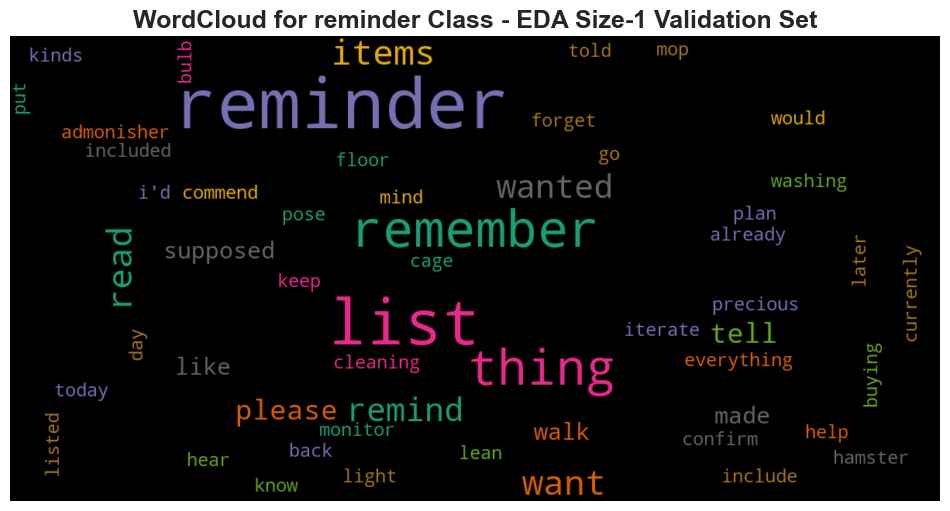 WordCloud for reminder Class - EDA Size-1 Validation Set
kinds bulb items told mop
put reminder
admonisher forget would
included floor go
i'd commend mind wanted washing
pose remember plan
read supposed cage already later currently
keep
list precious
day iterate tell
like cleaning thing everything buying
today
please remind made
listed monitor walk confirm help
hear back lean hamster
know light want include